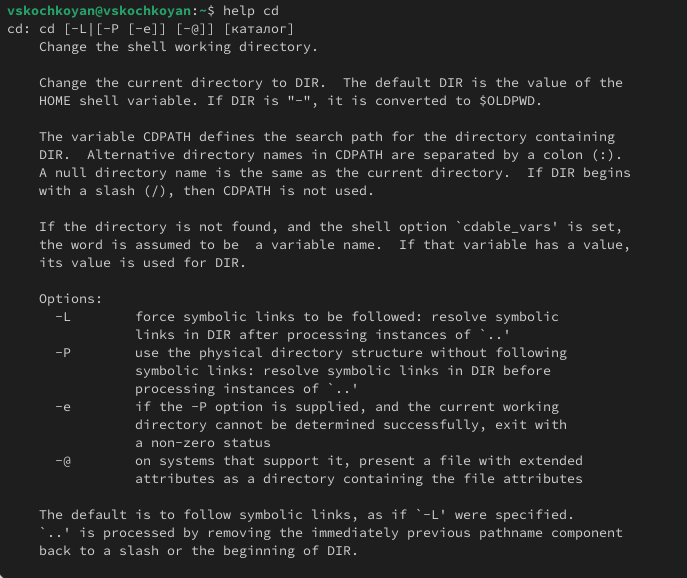 vskochkoyan@vskochkoyan:~$ help cd
cd: cd [-L|[-P [-e]] [-@]] [каталог]
    Change the shell working directory.

    Change the current directory to DIR.  The default DIR is the value of the
    HOME shell variable. If DIR is "-", it is converted to $OLDPWD.

    The variable CDPATH defines the search path for the directory containing
    DIR.  Alternative directory names in CDPATH are separated by a colon (:).
    A null directory name is the same as the current directory.  If DIR begins
    with a slash (/), then CDPATH is not used.

    If the directory is not found, and the shell option `cdable_vars' is set,
    the word is assumed to be  a variable name.  If that variable has a value,
    its value is used for DIR.

    Options:
      -L        force symbolic links to be followed: resolve symbolic
                links in DIR after processing instances of `..'
      -P        use the physical directory structure without following
                symbolic links: resolve symbolic links in DIR before
                processing instances of `..'
      -e        if the -P option is supplied, and the current working
                directory cannot be determined successfully, exit with
                a non-zero status
      -@        on systems that support it, present a file with extended
                attributes as a directory containing the file attributes

    The default is to follow symbolic links, as if `-L' were specified.
    `..' is processed by removing the immediately previous pathname component
    back to a slash or the beginning of DIR.